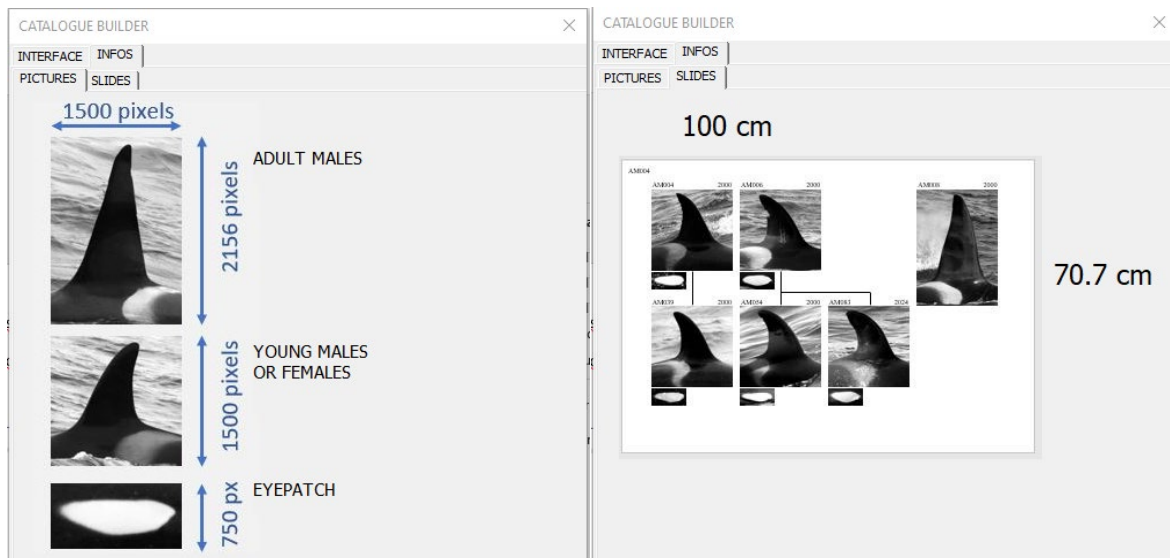 CATALOGUE BUILDER
INTERFACE INFOS
PICTURES SLIDES
1500 pixels
2156 pixels
ADULT MALES
1500 pixels
YOUNG MALES
OR FEMALES
750 px
EYEPATCH
CATALOGUE BUILDER
INTERFACE INFOS
PICTURES SLIDES
100 cm
AM004
AM004 2000 AM006 2000 AM008 2000
AM039 2000 AM054 2000 AM061 2024
70.7 cm